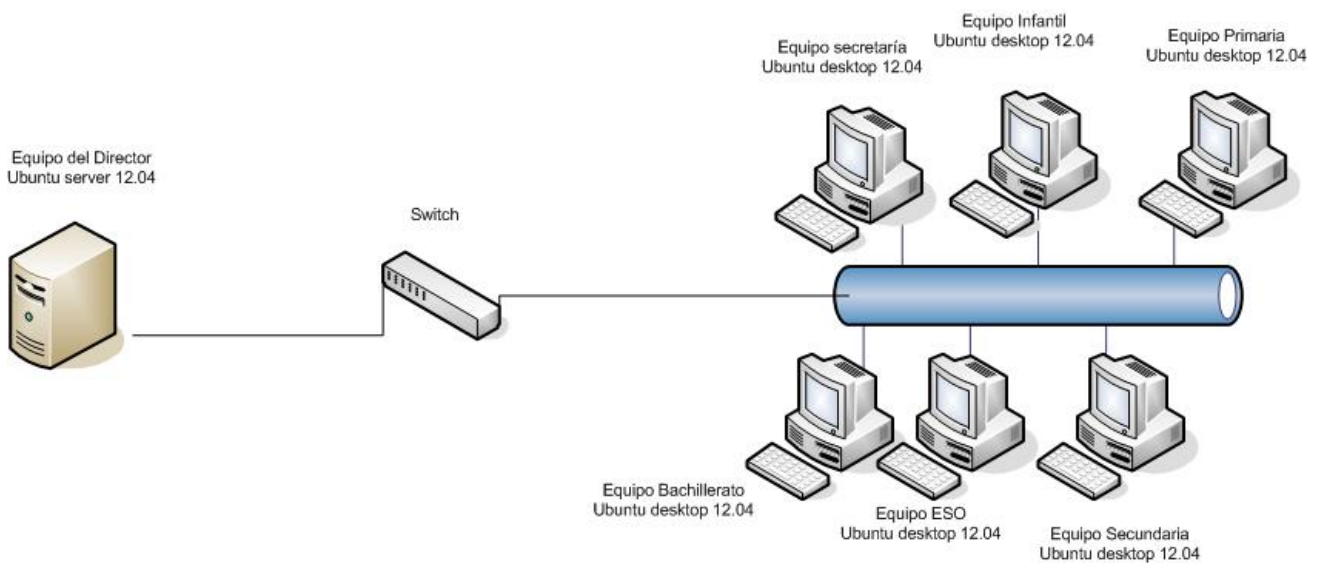 Equipo del Director
Ubuntu server 12.04
Switch
Equipo secretaría
Ubuntu desktop 12.04
Equipo Infantil
Ubuntu desktop 12.04
Equipo Primaria
Ubuntu desktop 12.04
Equipo Bachillerato
Ubuntu desktop 12.04
Equipo ESO
Ubuntu desktop 12.04
Equipo Secundaria
Ubuntu desktop 12.04